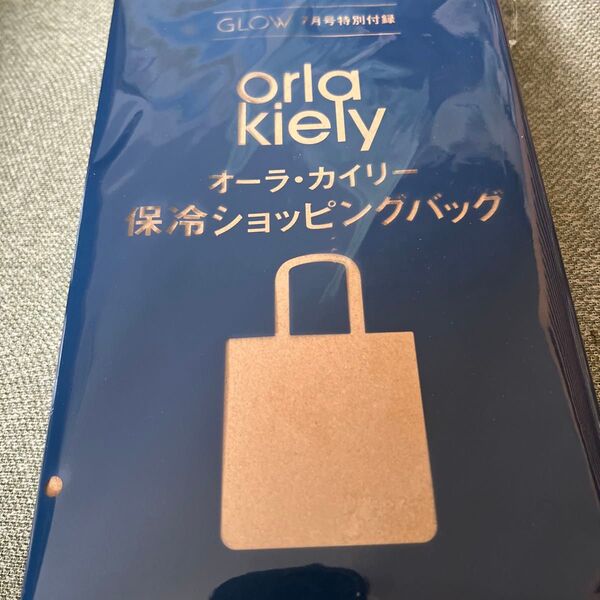 GLOW 7月号特別付録
orla
kiely
オーラ・カイリー
保冷ショッピングバッグ